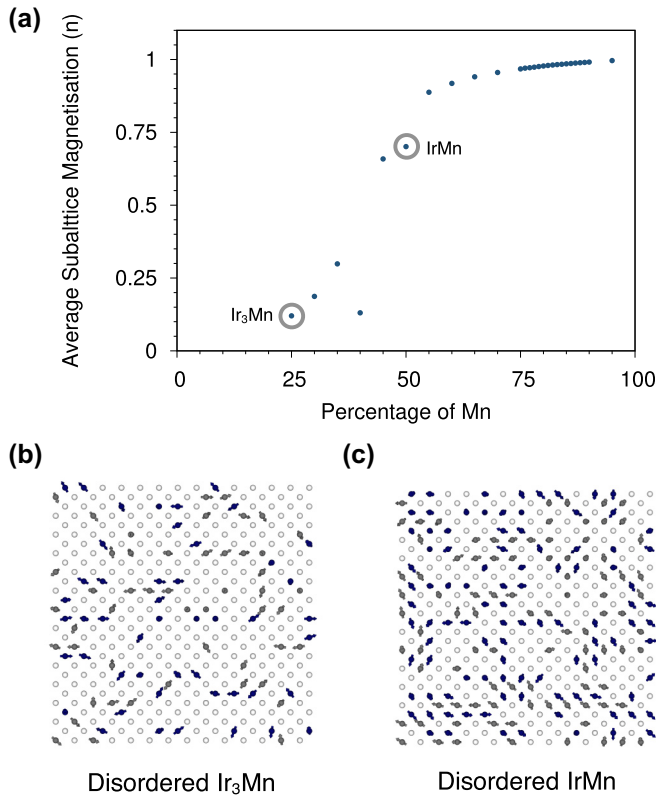 (a)
Average Subalttice Magnetisation (n)
1
0.75
0.5
0.25
0
IrMn
Ir₃Mn
0 25 50 75 100
Percentage of Mn
(b) (c)
Disordered Ir₃Mn Disordered IrMn